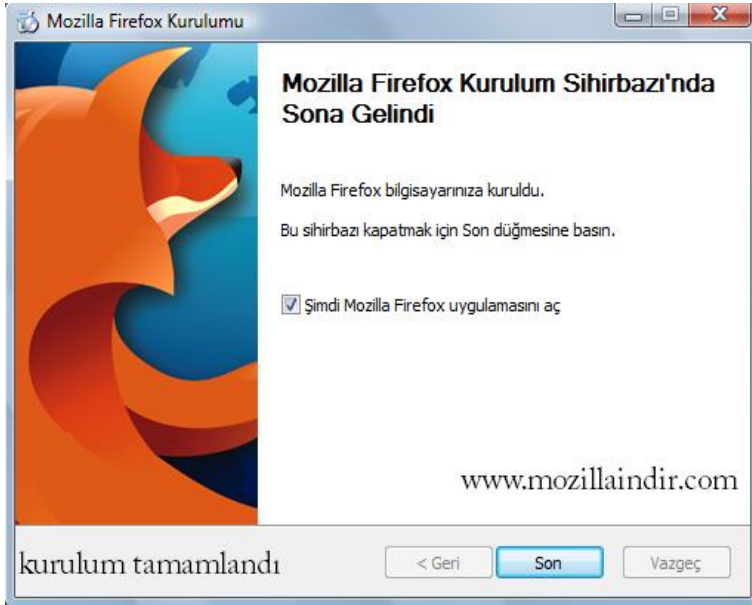 Mozilla Firefox Kurulumu
Mozilla Firefox Kurulum Sihirbazı'nda
Sona Gelindi
Mozilla Firefox bilgisayarınıza kuruldu.
Bu sihirbazı kapatmak için Son düğmesine basın.
Şimdi Mozilla Firefox uygulamasını aç
www.mozillaindir.com
kurulum tamamlandı
< Geri
Son
Vazgeç